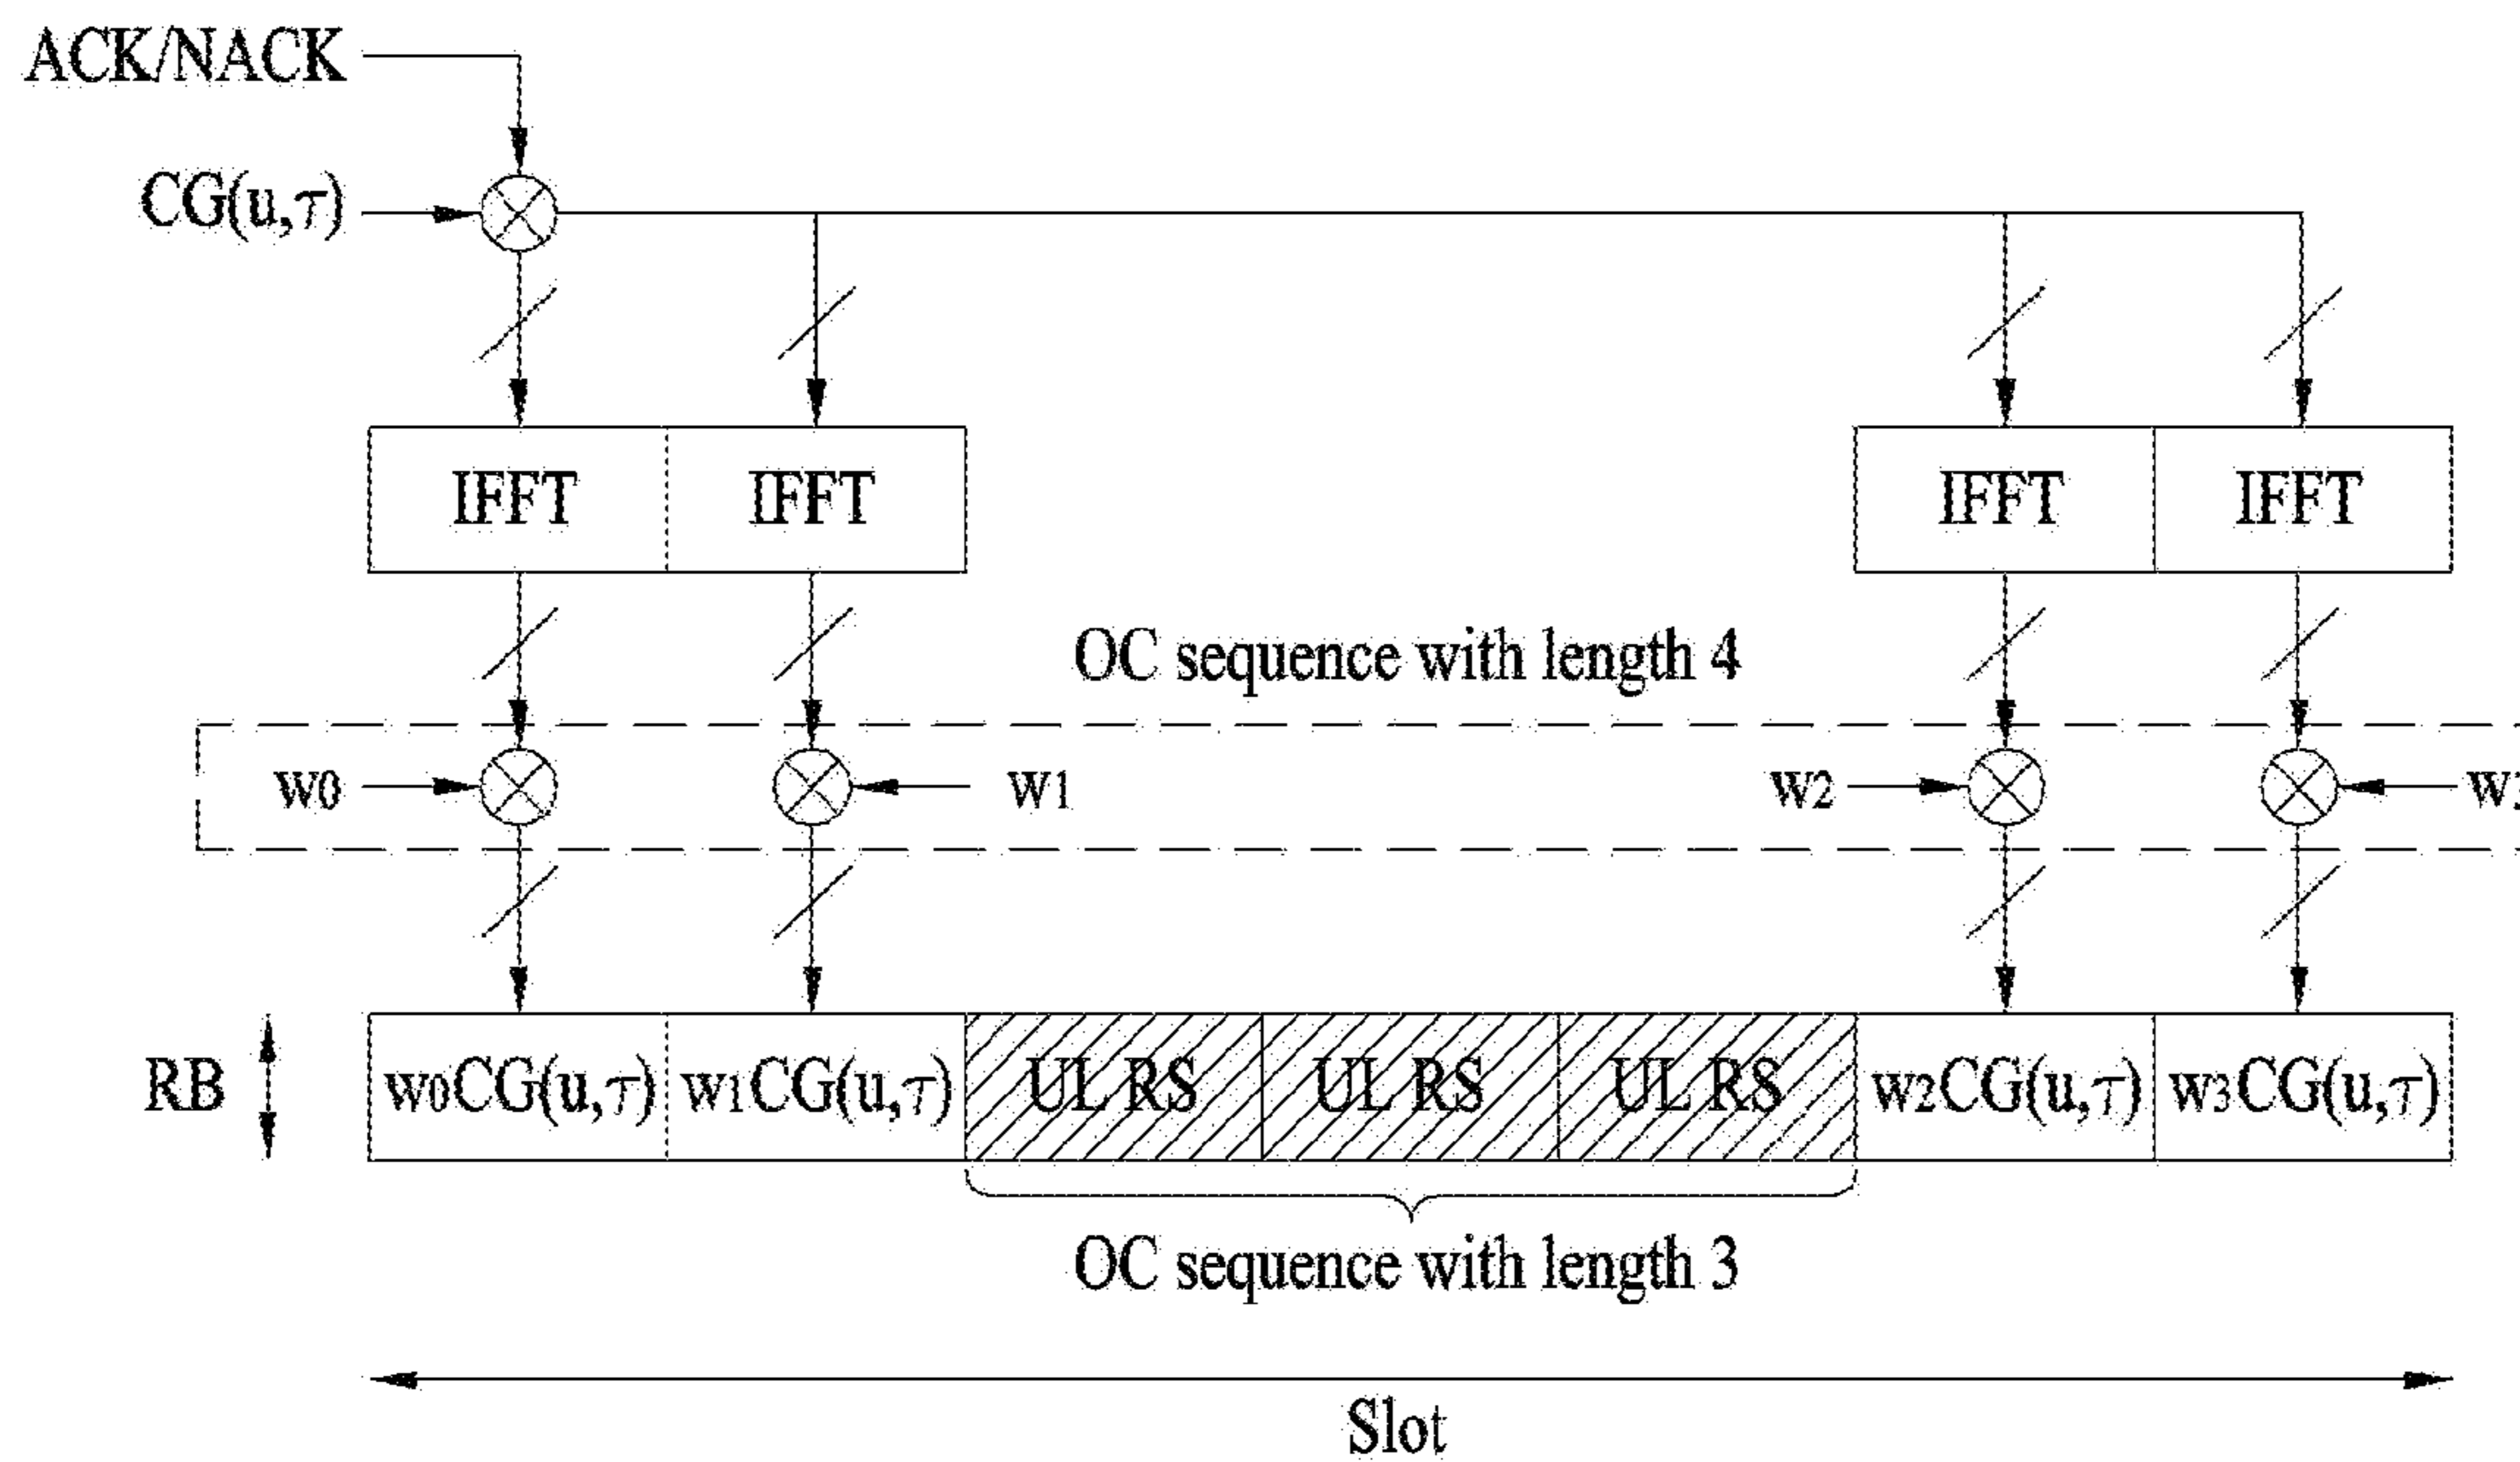 ACK/NACK
CG(u,τ)
IFFT IFFT IFFT IFFT
OC sequence with length 4
w0 w1 w2
RB w0CG(u,τ) w1CG(u,τ) UL RS UL RS UL RS w2CG(u,τ) w3CG(u,τ)
OC sequence with length 3
Slot